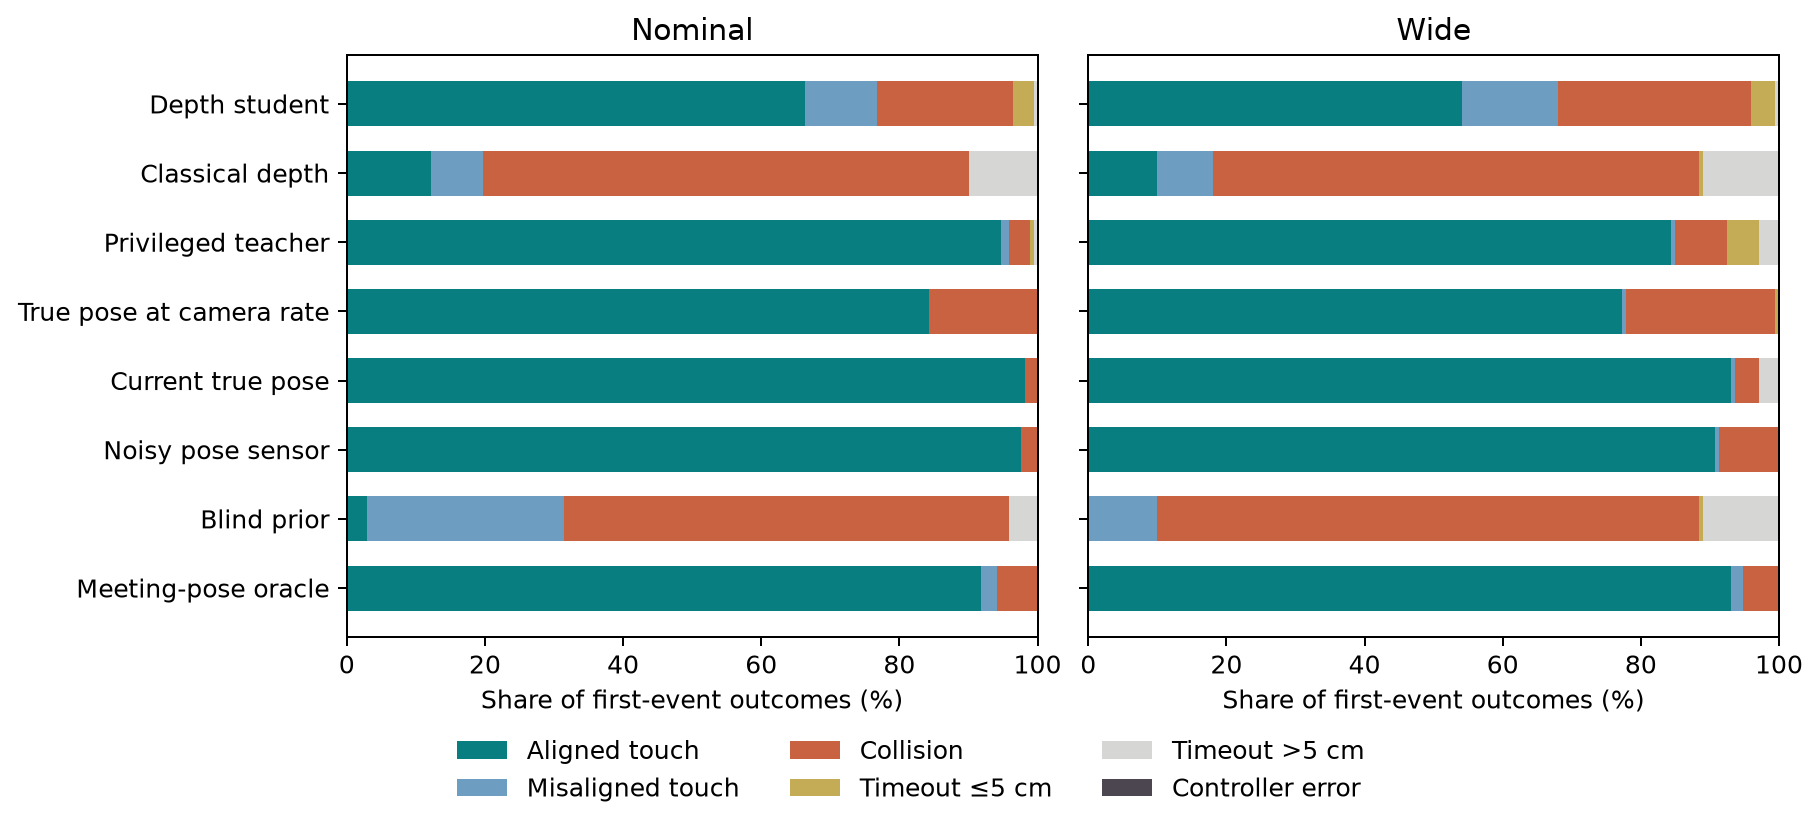 Nominal
Wide
Depth student
Classical depth
Privileged teacher
True pose at camera rate
Current true pose
Noisy pose sensor
Blind prior
Meeting-pose oracle
0 20 40 60 80 100
0 20 40 60 80 100
Share of first-event outcomes (%)
Share of first-event outcomes (%)
Aligned touch
Misaligned touch
Collision
Timeout ≤5 cm
Timeout >5 cm
Controller error